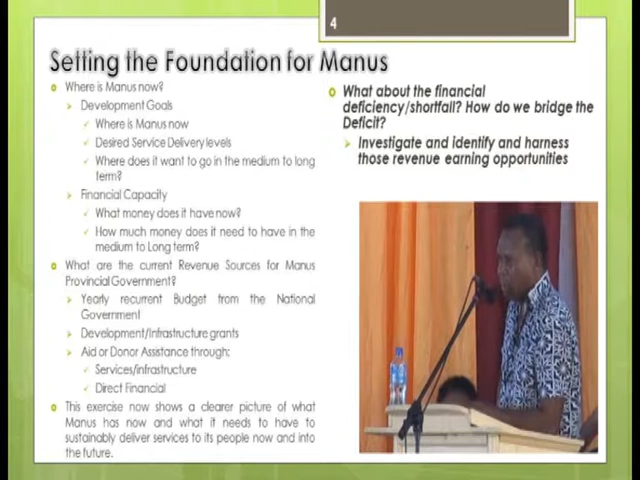 4
Setting the Foundation for Manus
Where is Manus now?
Development Goals
Where is Manus now
Desired Service Delivery levels
Where does it want to go in the medium to long
term?
Financial Capacity
What money does it have now?
How much money does it need to have in the
medium to Long term?
What are the current Revenue Sources for Manus
Provincial Government?
Yearly recurrent Budget from the National
Government
Development/Infrastructure grants
Aid or Donor Assistance through:
Services/infrastructure
Direct Financial
This exercise now shows a clearer picture of what
Manus has now and what it needs to have to
sustainably deliver services to its people now and into
the future.
What about the financial
deficiency/shortfall? How do we bridge the
Deficit?
Investigate and identify and harness
those revenue earning opportunities